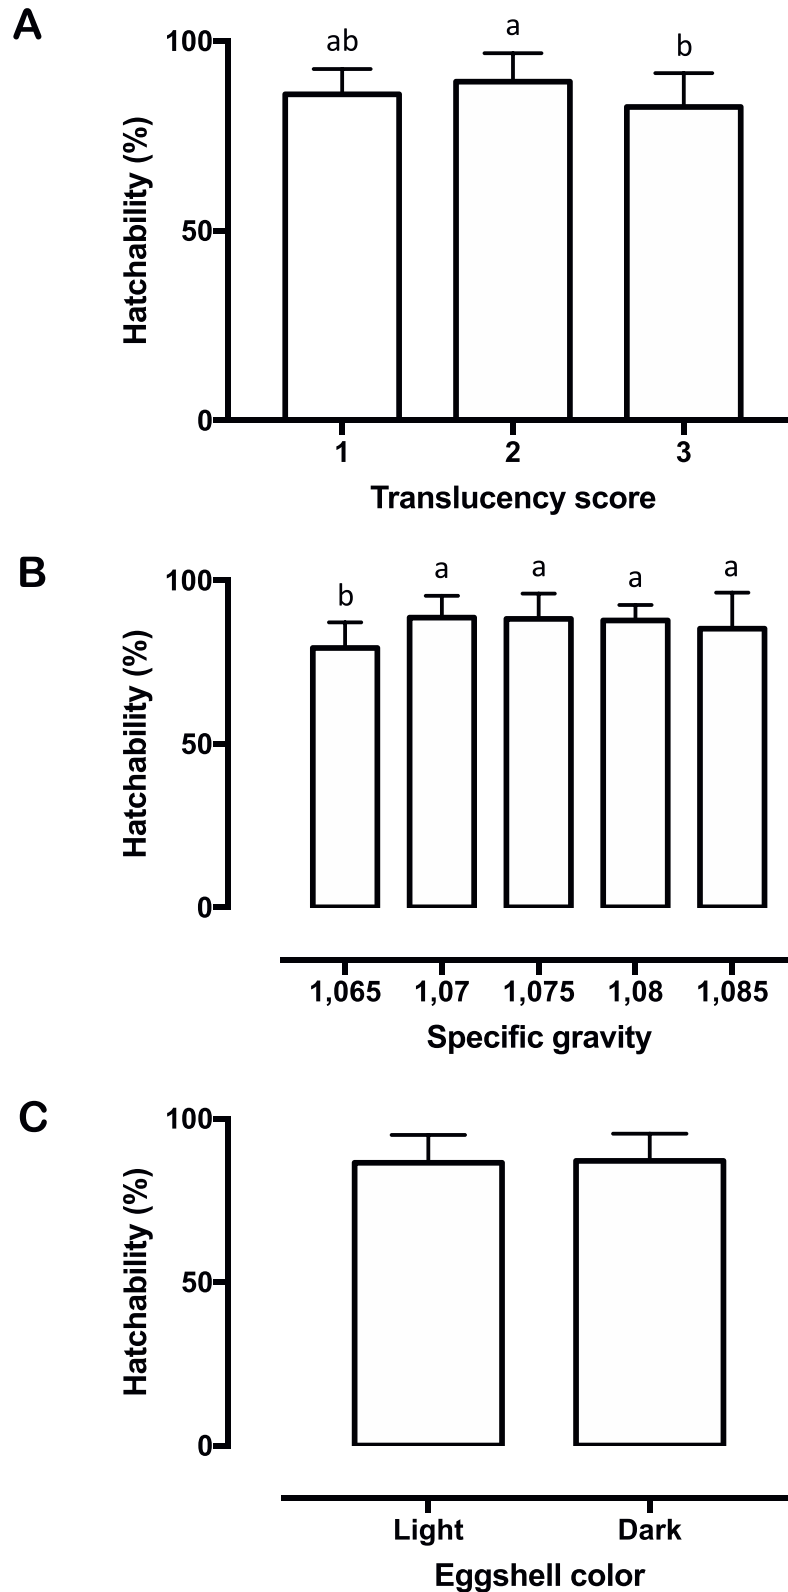 A
100
50
0
Hatchability (%)
ab
a
b
1
2
3
Translucency score
B
100
50
0
Hatchability (%)
b
a
a
a
a
1,065
1,07
1,075
1,08
1,085
Specific gravity
C
100
50
0
Hatchability (%)
Light
Dark
Eggshell color